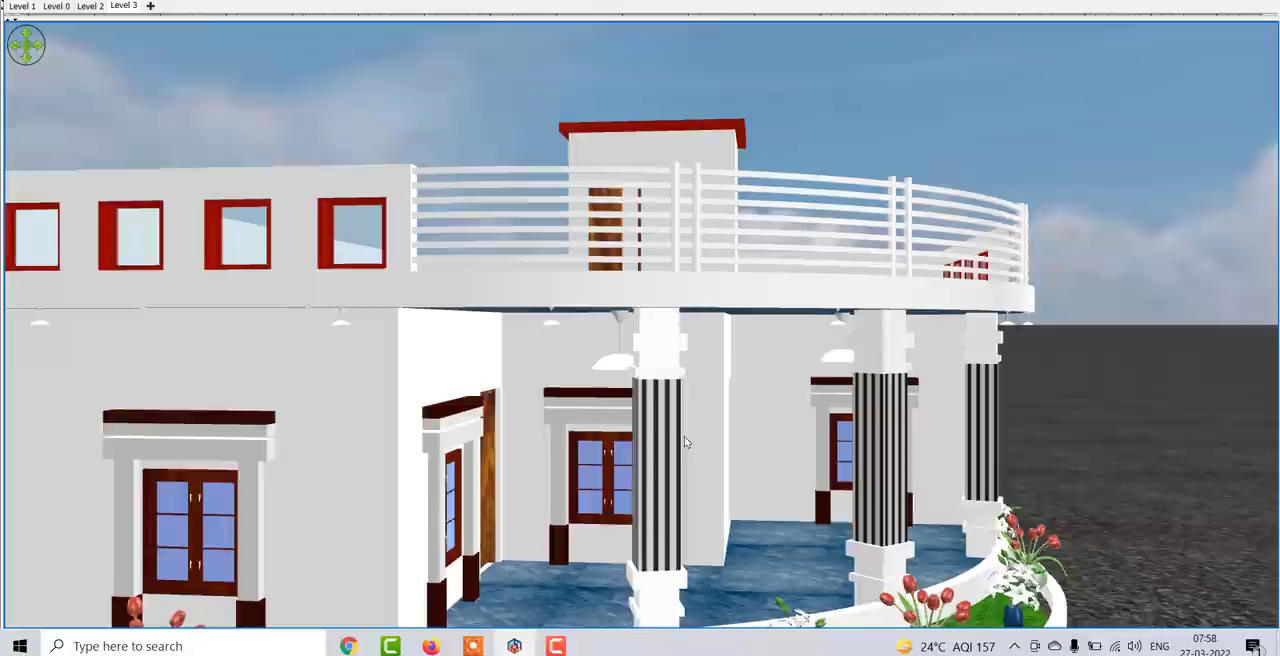 Level 1 Level 0 Level 2 Level 3
Type here to search
24°C AQI 157
ENG
07:58
27-03-2022